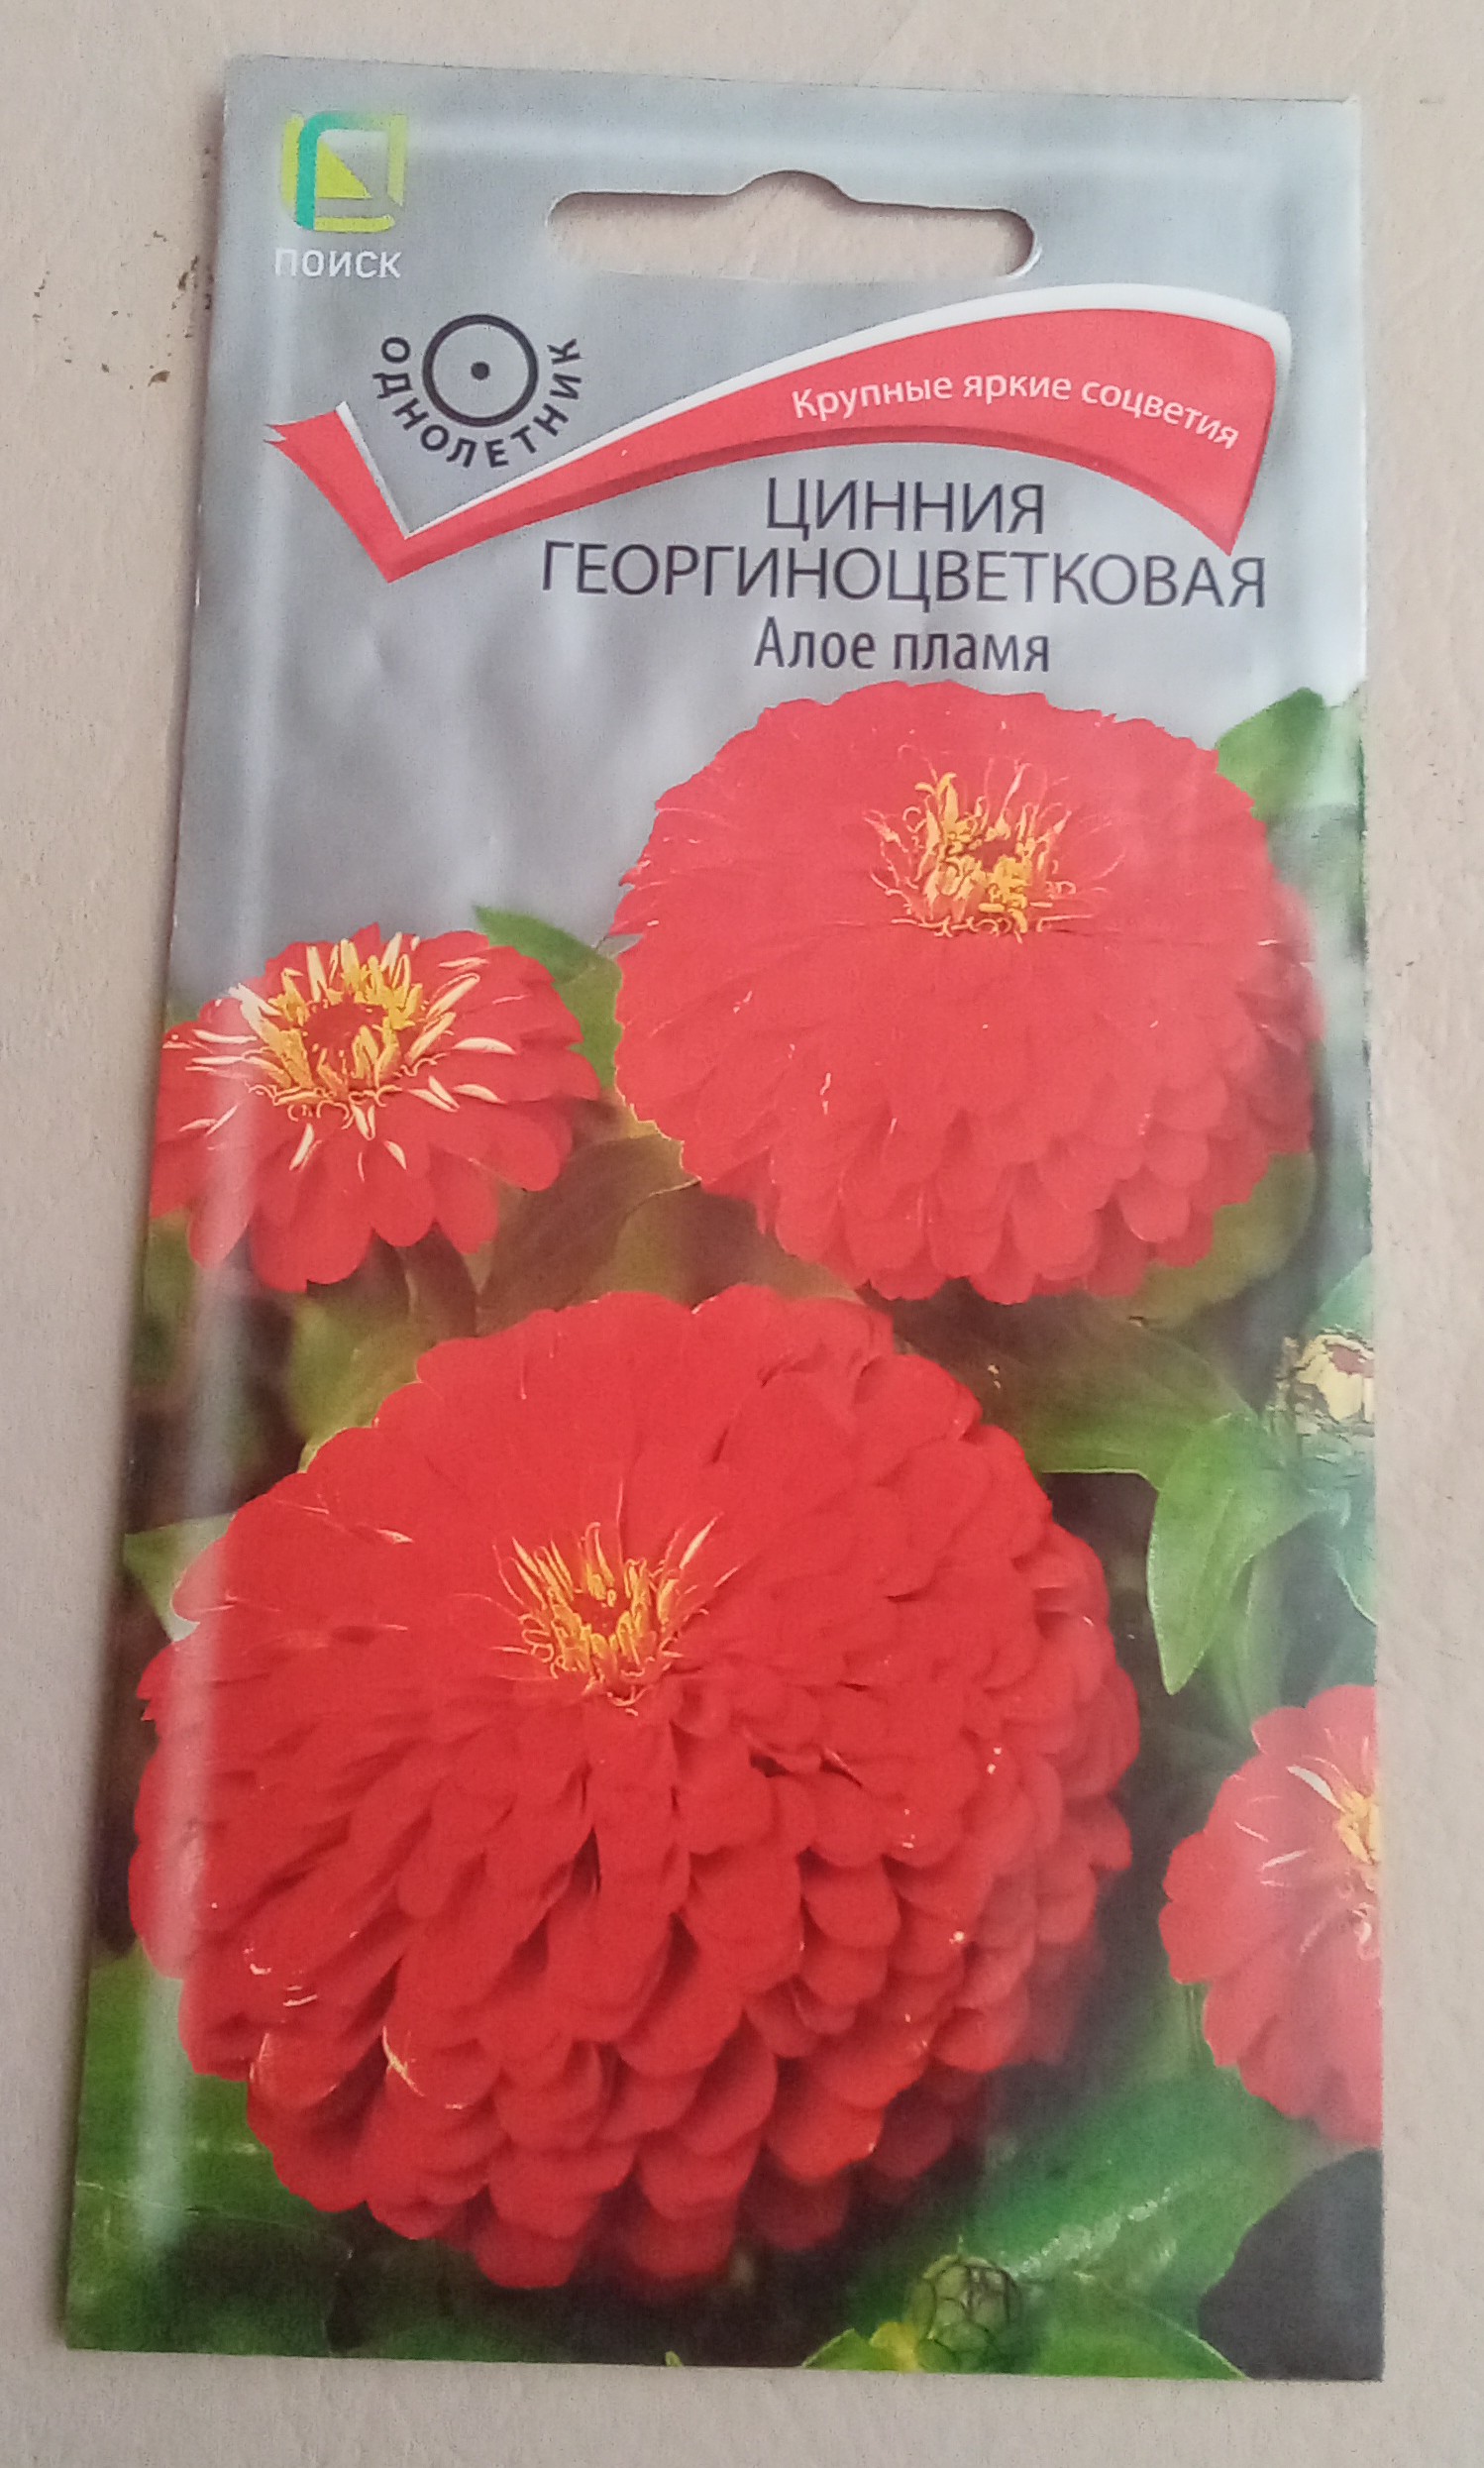 ПОИСК
ОДНОЛЕТНИК
Крупные яркие соцветия
ЦИННИЯ
ГЕОРГИНОЦВЕТКОВАЯ
Алое пламя